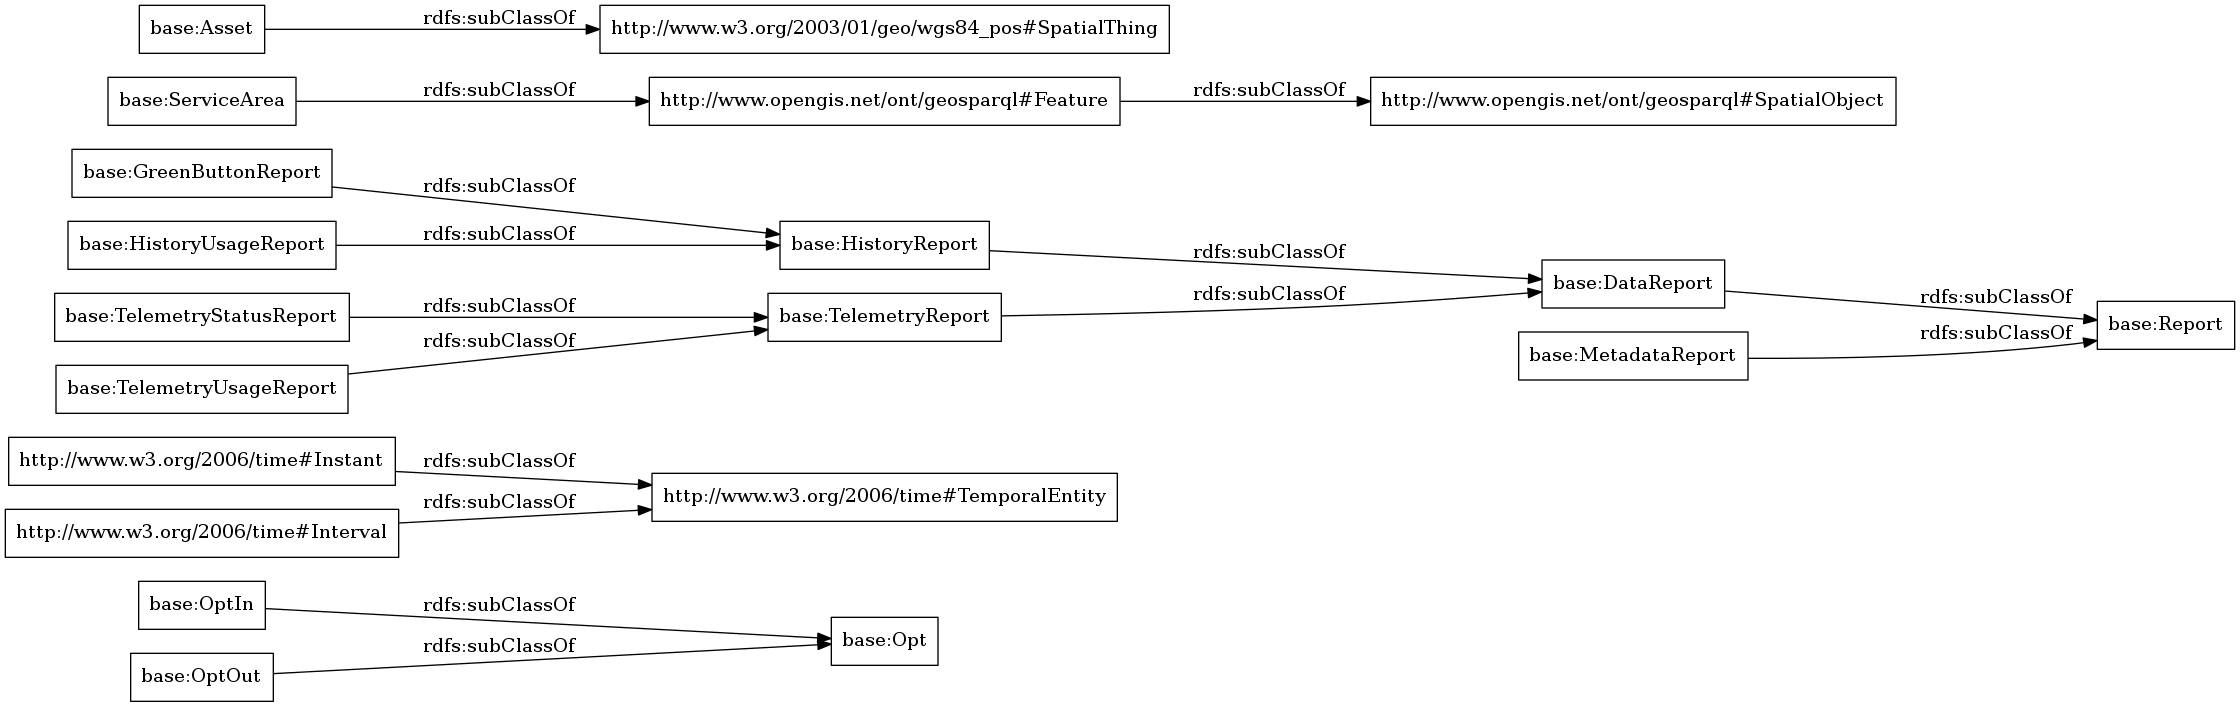 base:Asset
rdfs:subClassOf
http://www.w3.org/2003/01/geo/wgs84_pos#SpatialThing
base:ServiceArea
rdfs:subClassOf
http://www.opengis.net/ont/geosparql#Feature
rdfs:subClassOf
http://www.opengis.net/ont/geosparql#SpatialObject
base:GreenButtonReport
rdfs:subClassOf
base:HistoryUsageReport
rdfs:subClassOf
base:HistoryReport
rdfs:subClassOf
base:TelemetryStatusReport
rdfs:subClassOf
base:TelemetryUsageReport
rdfs:subClassOf
base:TelemetryReport
rdfs:subClassOf
base:DataReport
rdfs:subClassOf
base:MetadataReport
rdfs:subClassOf
base:Report
http://www.w3.org/2006/time#Instant
rdfs:subClassOf
http://www.w3.org/2006/time#Interval
rdfs:subClassOf
http://www.w3.org/2006/time#TemporalEntity
base:OptIn
rdfs:subClassOf
base:OptOut
rdfs:subClassOf
base:Opt